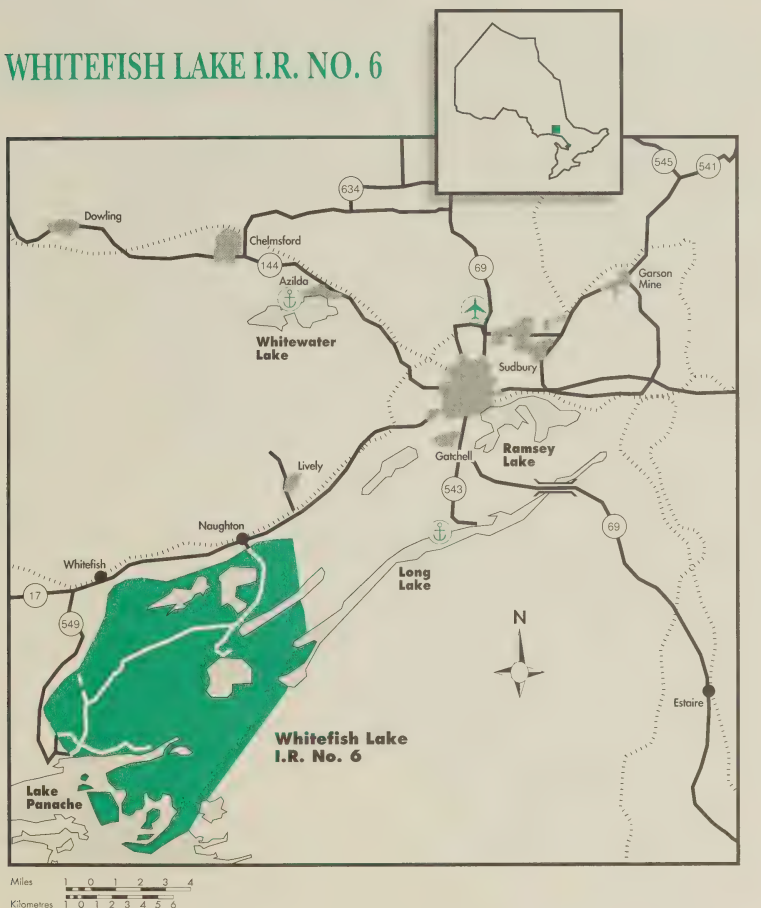 WHITEFISH LAKE I.R. NO. 6
545
541
634
Dowling
Chelmsford
144
69
Garson
Mine
Azilda
Whitewater
Lake
Sudbury
Ramsey
Lake
Gatchell
Lively
543
Naughton
69
Whitefish
Long
Lake
17
549
N
Estaire
Whitefish Lake
I.R. No. 6
Lake
Panache
Miles 1 0 1 2 3 4
Kilometres 1 0 1 2 3 4 5 6